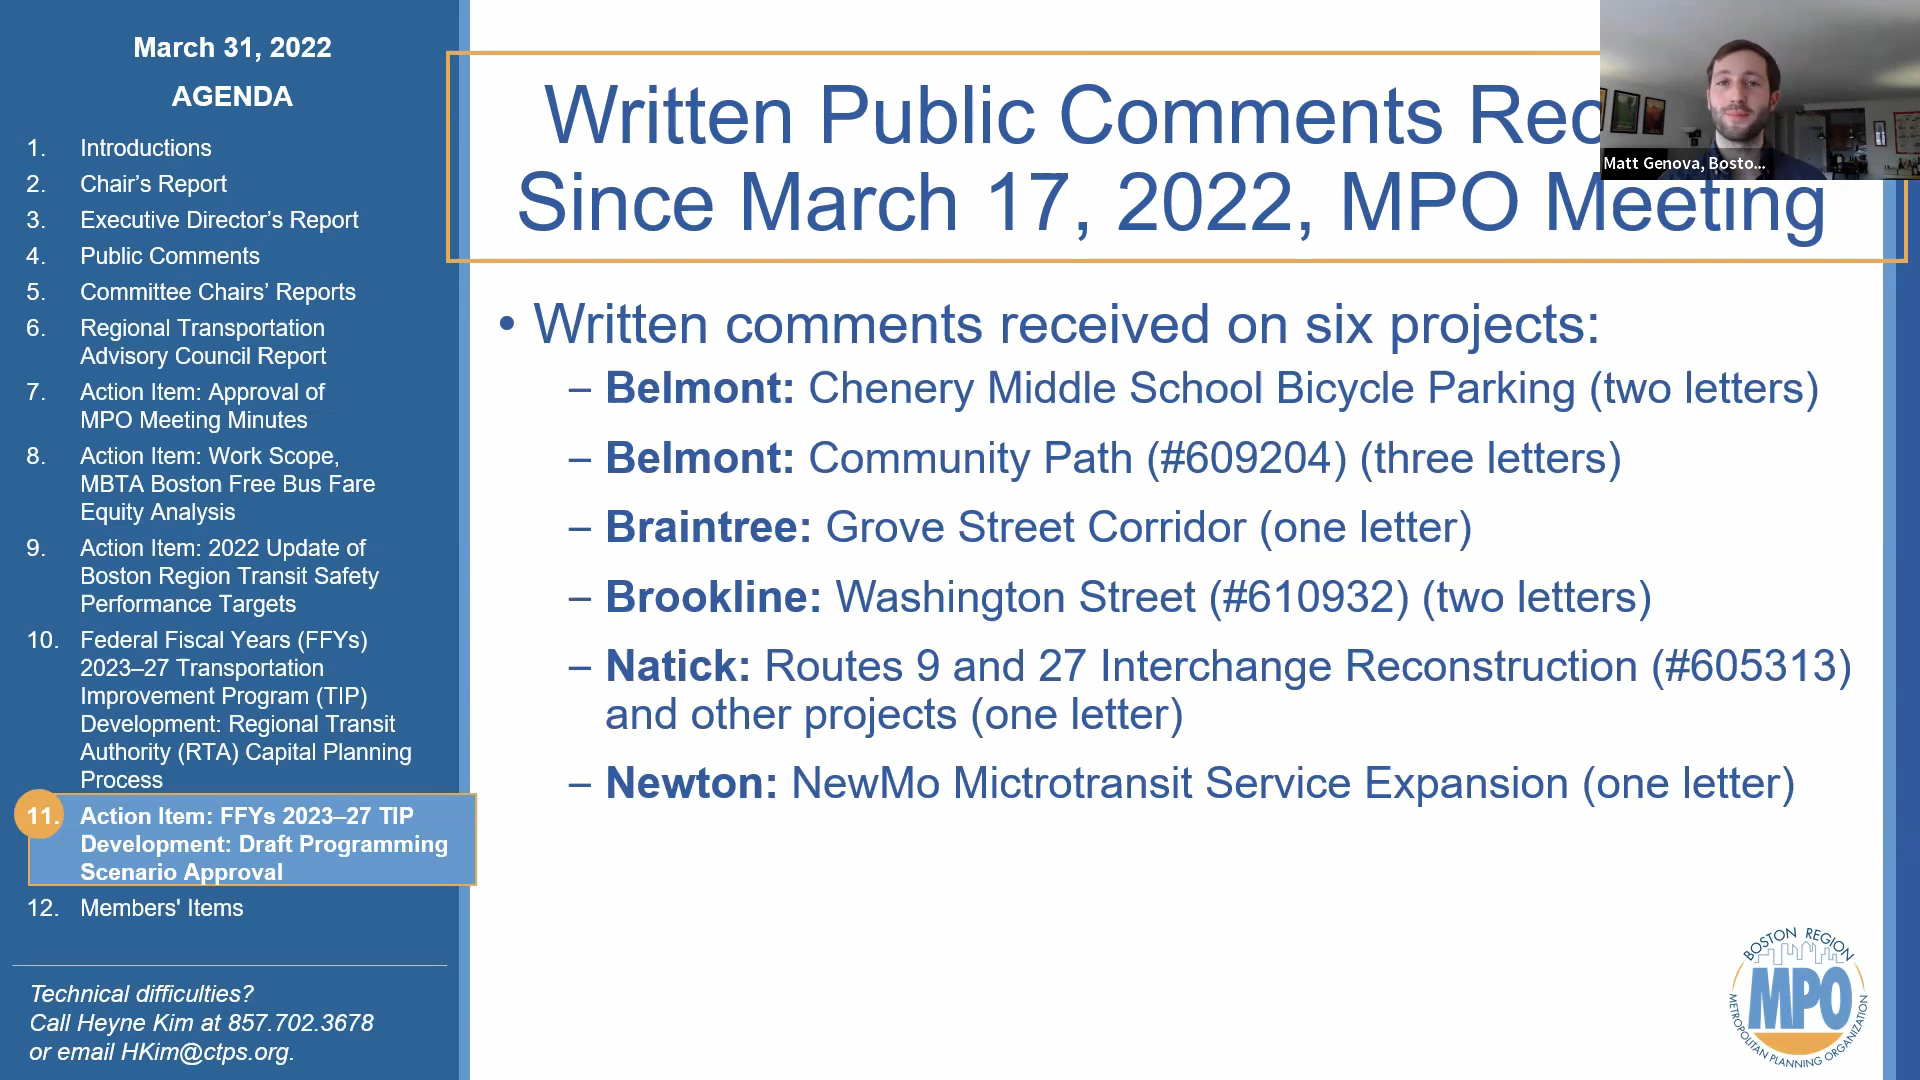 March 31, 2022
AGENDA
1. Introductions
2. Chair’s Report
3. Executive Director’s Report
4. Public Comments
5. Committee Chairs’ Reports
6. Regional Transportation
Advisory Council Report
7. Action Item: Approval of
MPO Meeting Minutes
8. Action Item: Work Scope,
MBTA Boston Free Bus Fare
Equity Analysis
9. Action Item: 2022 Update of
Boston Region Transit Safety
Performance Targets
10. Federal Fiscal Years (FFYs)
2023–27 Transportation
Improvement Program (TIP)
Development: Regional Transit
Authority (RTA) Capital Planning
Process
11. Action Item: FFYs 2023–27 TIP
Development: Draft Programming
Scenario Approval
12. Members' Items
Technical difficulties?
Call Heyne Kim at 857.702.3678
or email HKim@ctps.org.
Written Public Comments Rec
Since March 17, 2022, MPO Meeting
• Written comments received on six projects:
– Belmont: Chenery Middle School Bicycle Parking (two letters)
– Belmont: Community Path (#609204) (three letters)
– Braintree: Grove Street Corridor (one letter)
– Brookline: Washington Street (#610932) (two letters)
– Natick: Routes 9 and 27 Interchange Reconstruction (#605313)
and other projects (one letter)
– Newton: NewMo Mictrotransit Service Expansion (one letter)
Matt Genova, Bosto...
BOSTON REGION
MPO
METROPOLITAN PLANNING ORGANIZATION